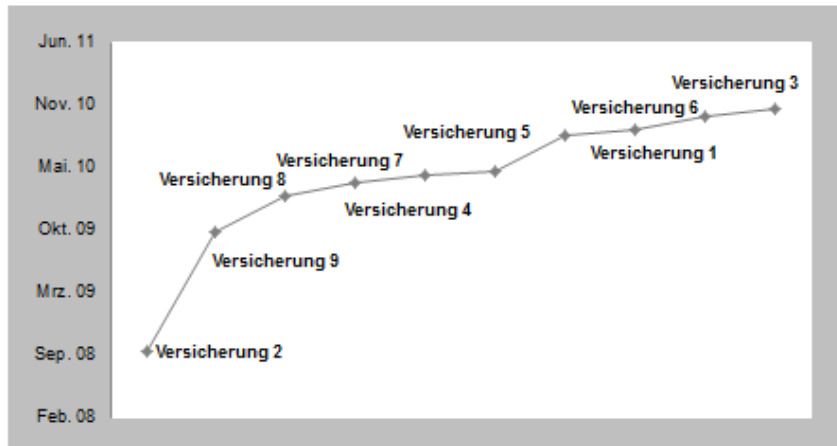 Jun. 11
Versicherung 3
Nov. 10
Versicherung 6
Versicherung 5
Versicherung 1
Versicherung 7
Mai. 10
Versicherung 8
Versicherung 4
Okt. 09
Versicherung 9
Mrz. 09
Sep. 08
Versicherung 2
Feb. 08